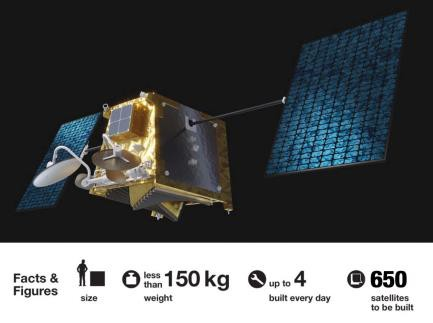 Facts &
Figures
size
less
than 150 kg
weight
up to 4
built every day
650
satellites
to be built